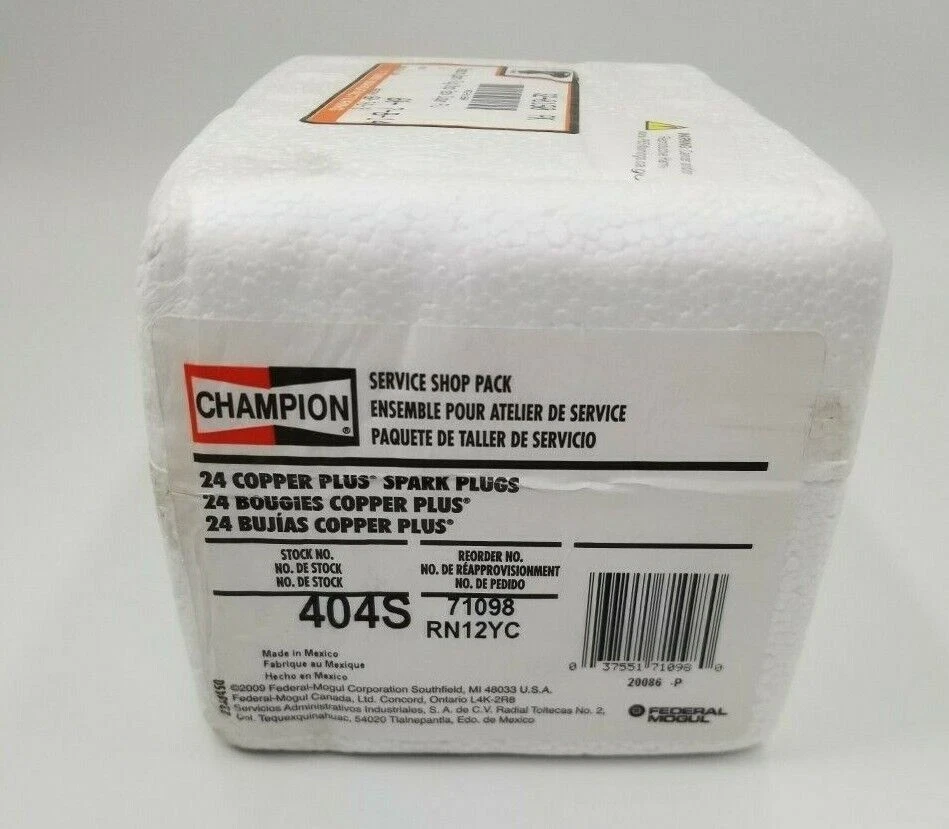 CHAMPION®
SERVICE SHOP PACK
ENSEMBLE POUR ATELIER DE SERVICE
PAQUETE DE TALLER DE SERVICIO
24 COPPER PLUS® SPARK PLUGS
24 BOUGIES COPPER PLUS®
24 BUJÍAS COPPER PLUS®
STOCK NO.
NO. DE STOCK
NO. DE STOCK
404S
REORDER NO.
NO. DE RÉAPPROVISIONMENT
NO. DE PEDIDO
71098
RN12YC
0 37551 71098 0
20086 -P
Made in Mexico
Fabrique au Mexique
Hecho en Mexico
©2009 Federal-Mogul Corporation Southfield, MI 48033 U.S.A.
Federal-Mogul Canada, Ltd. Concord, Ontario L4K-2R8
Servicios Administrativos Industriales, S. A. de C.V. Radial Toltecas No. 2,
Col. Tequexquinahuac, 54020 Tlalnepantla, Edo. de Mexico
FEDERAL
MOGUL